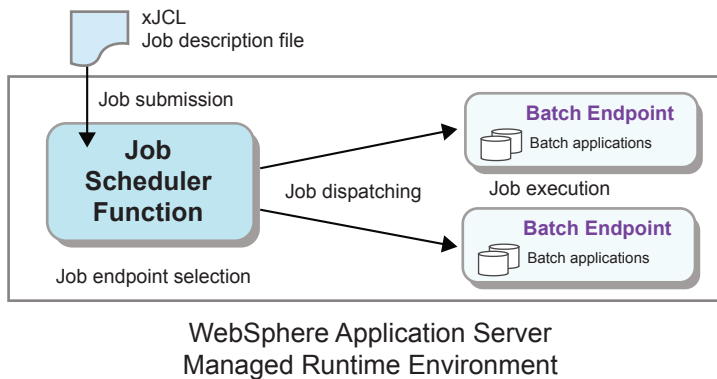 xJCL
Job description file
Job submission
Job
Scheduler
Function
Job endpoint selection
Job dispatching
Batch Endpoint
Batch applications
Job execution
Batch Endpoint
Batch applications
WebSphere Application Server
Managed Runtime Environment